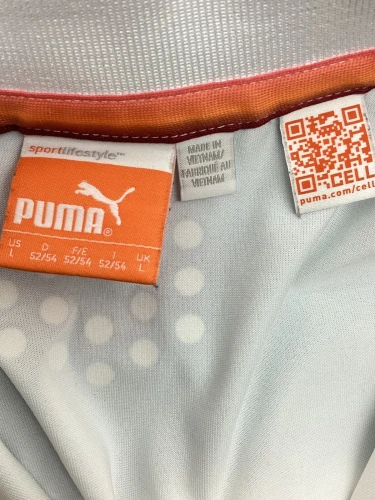 sportlifestyle™
PUMA
US D F/E I UK
L 52/54 52/54 52/54 L
MADE IN
VIETNAM/
FABRIQUÉ AU
VIETNAM
CELL
puma.com/cell